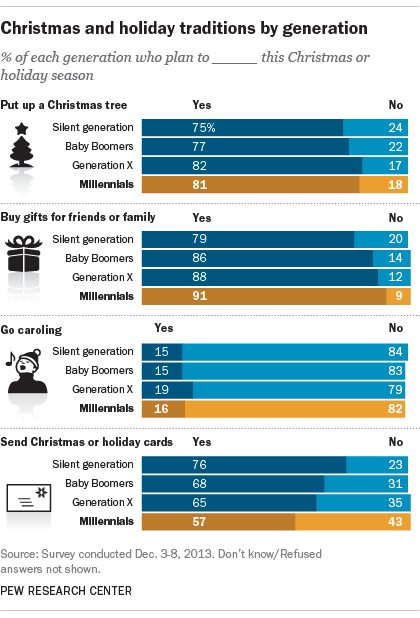 Christmas and holiday traditions by generation
% of each generation who plan to ______ this Christmas or
holiday season
Put up a Christmas tree Yes No
Silent generation 75% 24
Baby Boomers 77 22
Generation X 82 17
Millennials 81 18
Buy gifts for friends or family Yes No
Silent generation 79 20
Baby Boomers 86 14
Generation X 88 12
Millennials 91 9
Go caroling Yes No
Silent generation 15 84
Baby Boomers 15 83
Generation X 19 79
Millennials 16 82
Send Christmas or holiday cards Yes No
Silent generation 76 23
Baby Boomers 68 31
Generation X 65 35
Millennials 57 43
Source: Survey conducted Dec. 3-8, 2013. Don't know/Refused
answers not shown.
PEW RESEARCH CENTER